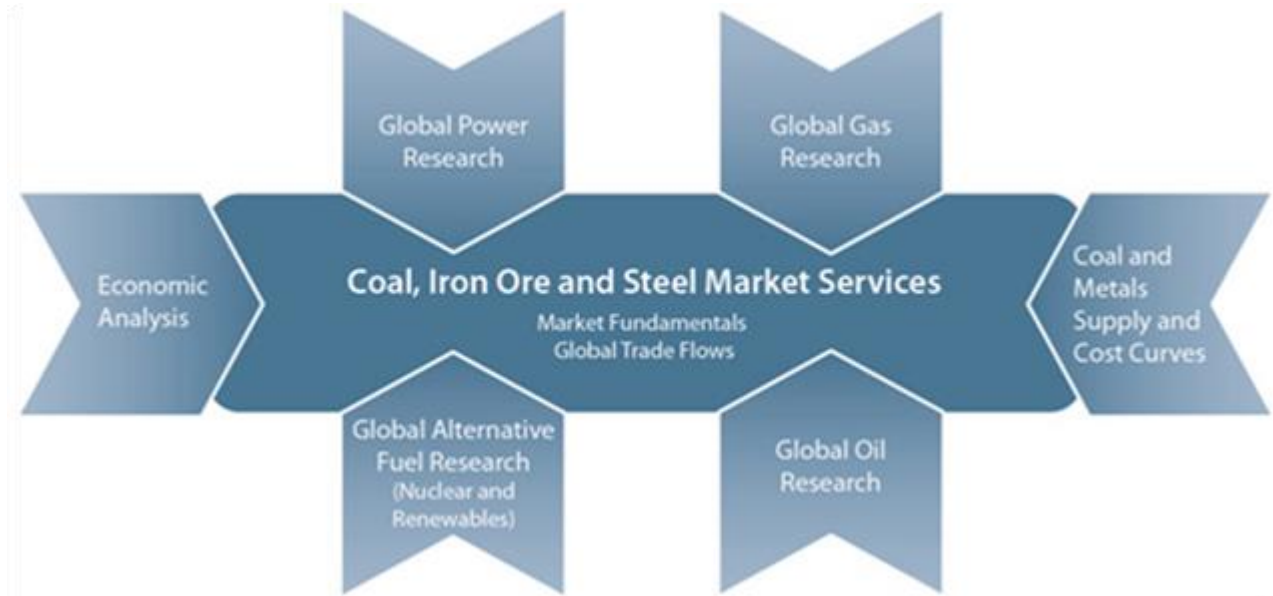 Global Power
Research
Global Gas
Research
Economic
Analysis
Coal, Iron Ore and Steel Market Services
Market Fundamentals
Global Trade Flows
Coal and
Metals
Supply and
Cost Curves
Global Alternative
Fuel Research
(Nuclear and
Renewables)
Global Oil
Research